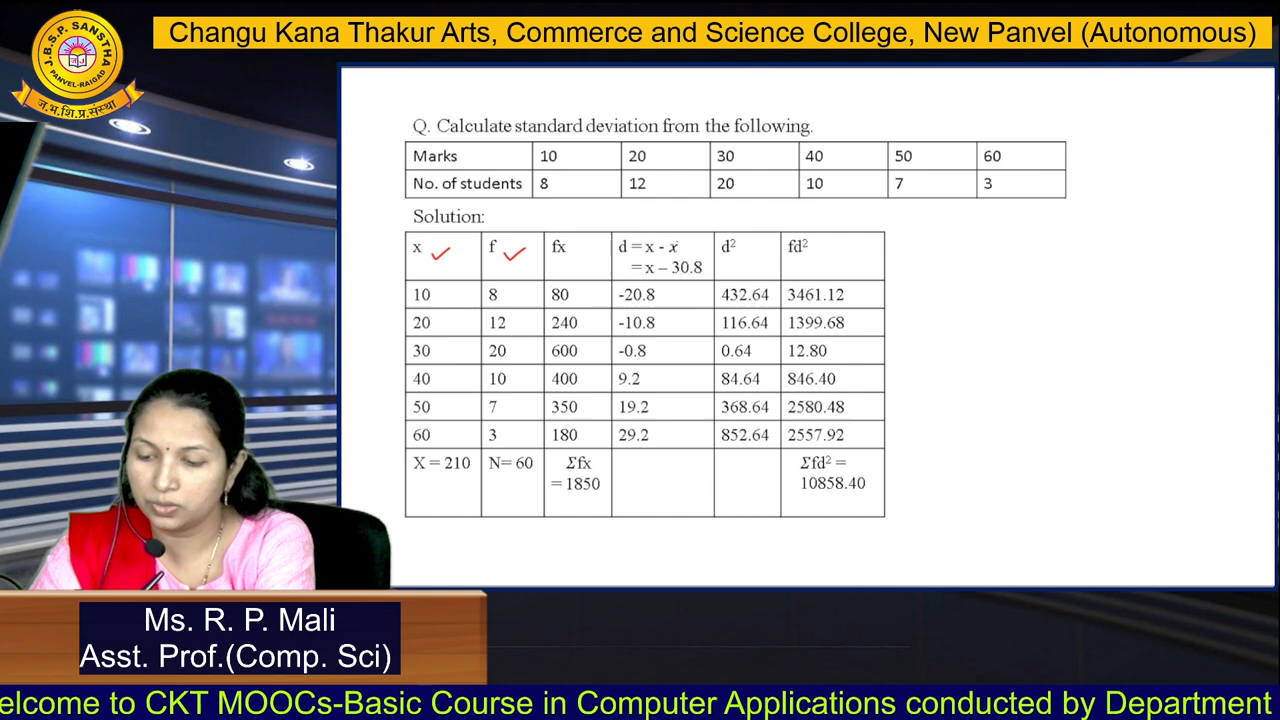 J.B.S.P. SANSTHA
PANVEL-RAIGAD
ज.भ.शि.प्र.संस्था
Changu Kana Thakur Arts, Commerce and Science College, New Panvel (Autonomous)
Q. Calculate standard deviation from the following.
Marks 10 20 30 40 50 60
No. of students 8 12 20 10 7 3
Solution:
x f fx d = x - x̄ d² fd²
= x – 30.8
10 8 80 -20.8 432.64 3461.12
20 12 240 -10.8 116.64 1399.68
30 20 600 -0.8 0.64 12.80
40 10 400 9.2 84.64 846.40
50 7 350 19.2 368.64 2580.48
60 3 180 29.2 852.64 2557.92
X = 210 N= 60 Σfx Σfd² =
= 1850 10858.40
Ms. R. P. Mali
Asst. Prof.(Comp. Sci)
elcome to CKT MOOCs-Basic Course in Computer Applications conducted by Department